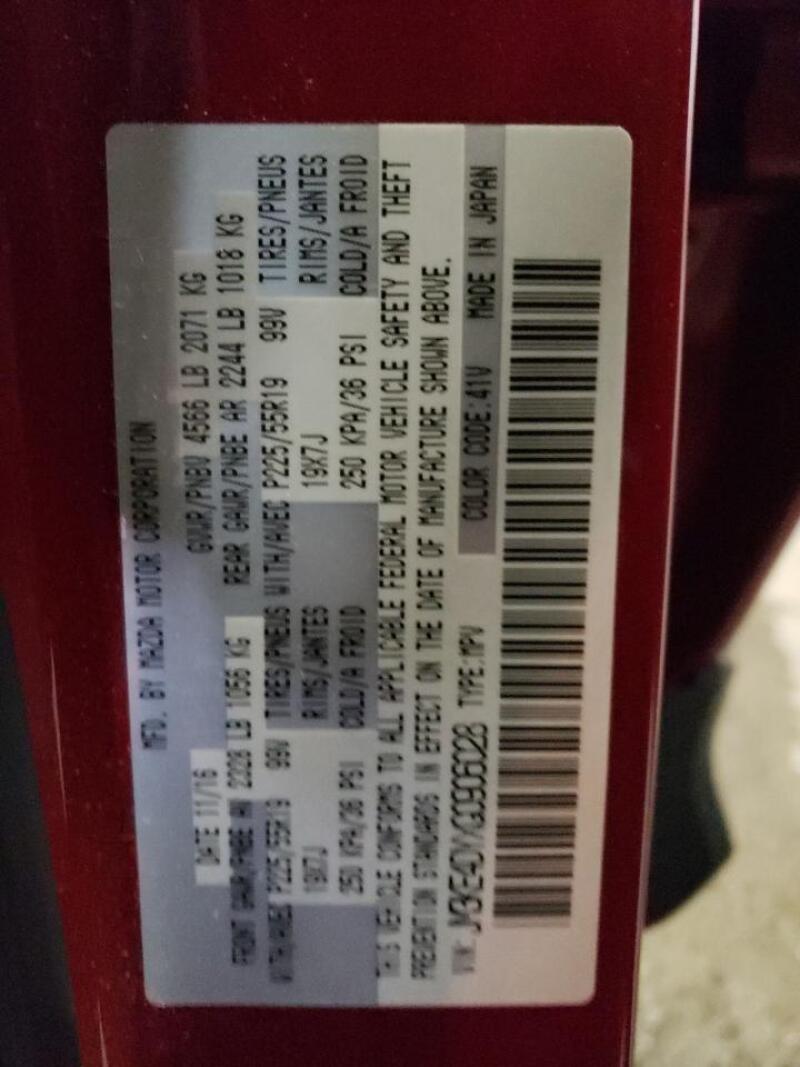 MFD. BY MAZDA MOTOR CORPORATION
DATE 11/16 GVWR/PNBV 4566 LB 2071 KG
FRONT GAWR/PNBE AV 2328 LB 1056 KG REAR GAWR/PNBE AR 2244 LB 1018 KG
WITH/AVEC P225/55R19 99V TIRES/PNEUS WITH/AVEC P225/55R19 99V TIRES/PNEUS
19X7J RIMS/JANTES 19X7J RIMS/JANTES
250 KPA/36 PSI COLD/A FROID 250 KPA/36 PSI COLD/A FROID
THIS VEHICLE CONFORMS TO ALL APPLICABLE FEDERAL MOTOR VEHICLE SAFETY AND THEFT
PREVENTION STANDARDS IN EFFECT ON THE DATE OF MANUFACTURE SHOWN ABOVE.
VIN: JM3KE4DYXG0906028 TYPE:MPV COLOR CODE:41V MADE IN JAPAN